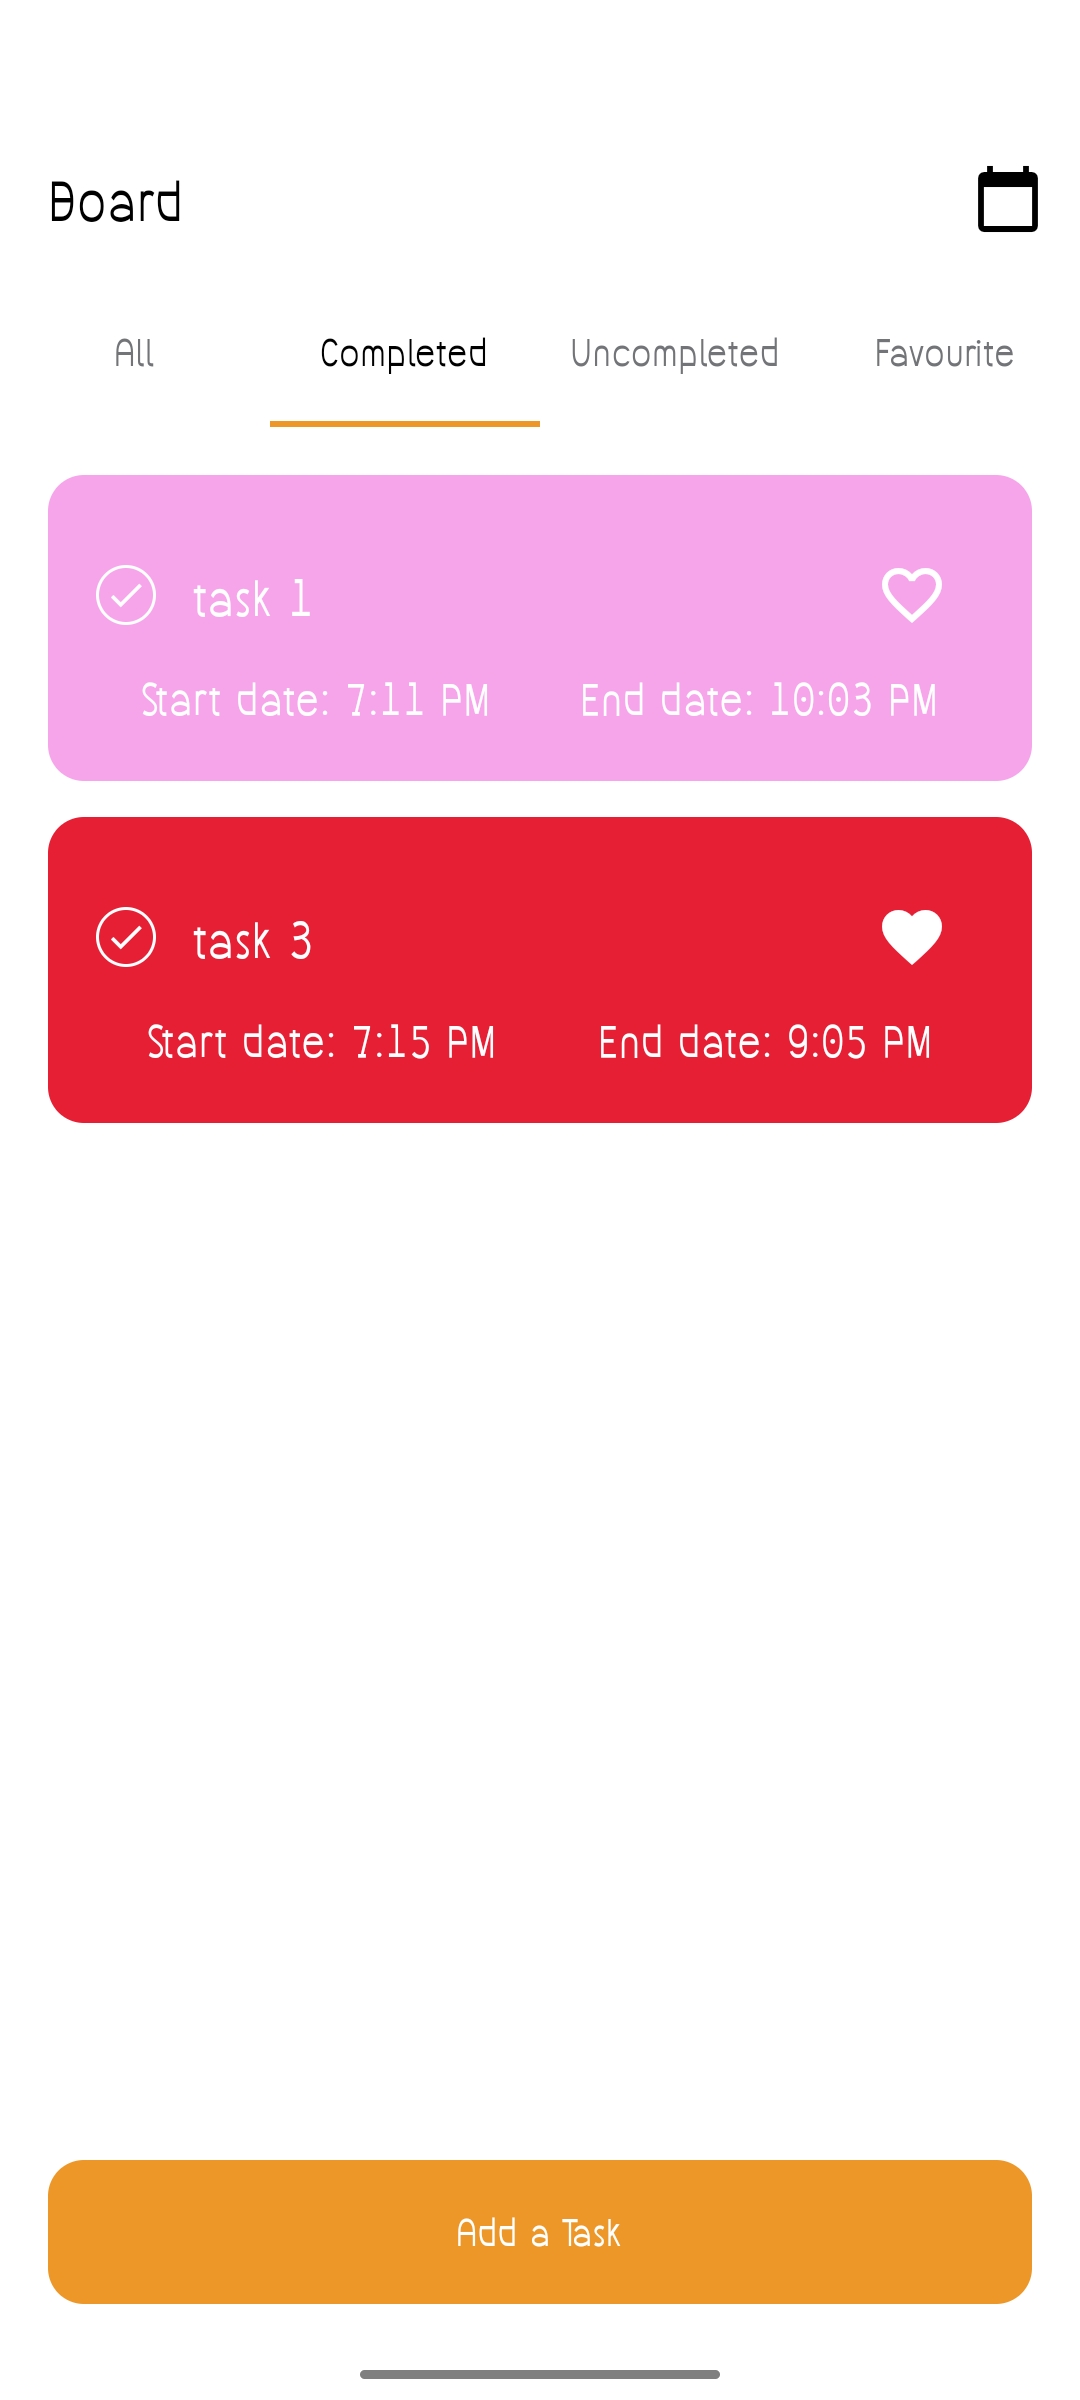 Board
All Completed Uncompleted Favourite
task 1
Start date: 7:11 PM End date: 10:03 PM
task 3
Start date: 7:15 PM End date: 9:05 PM
Add a Task